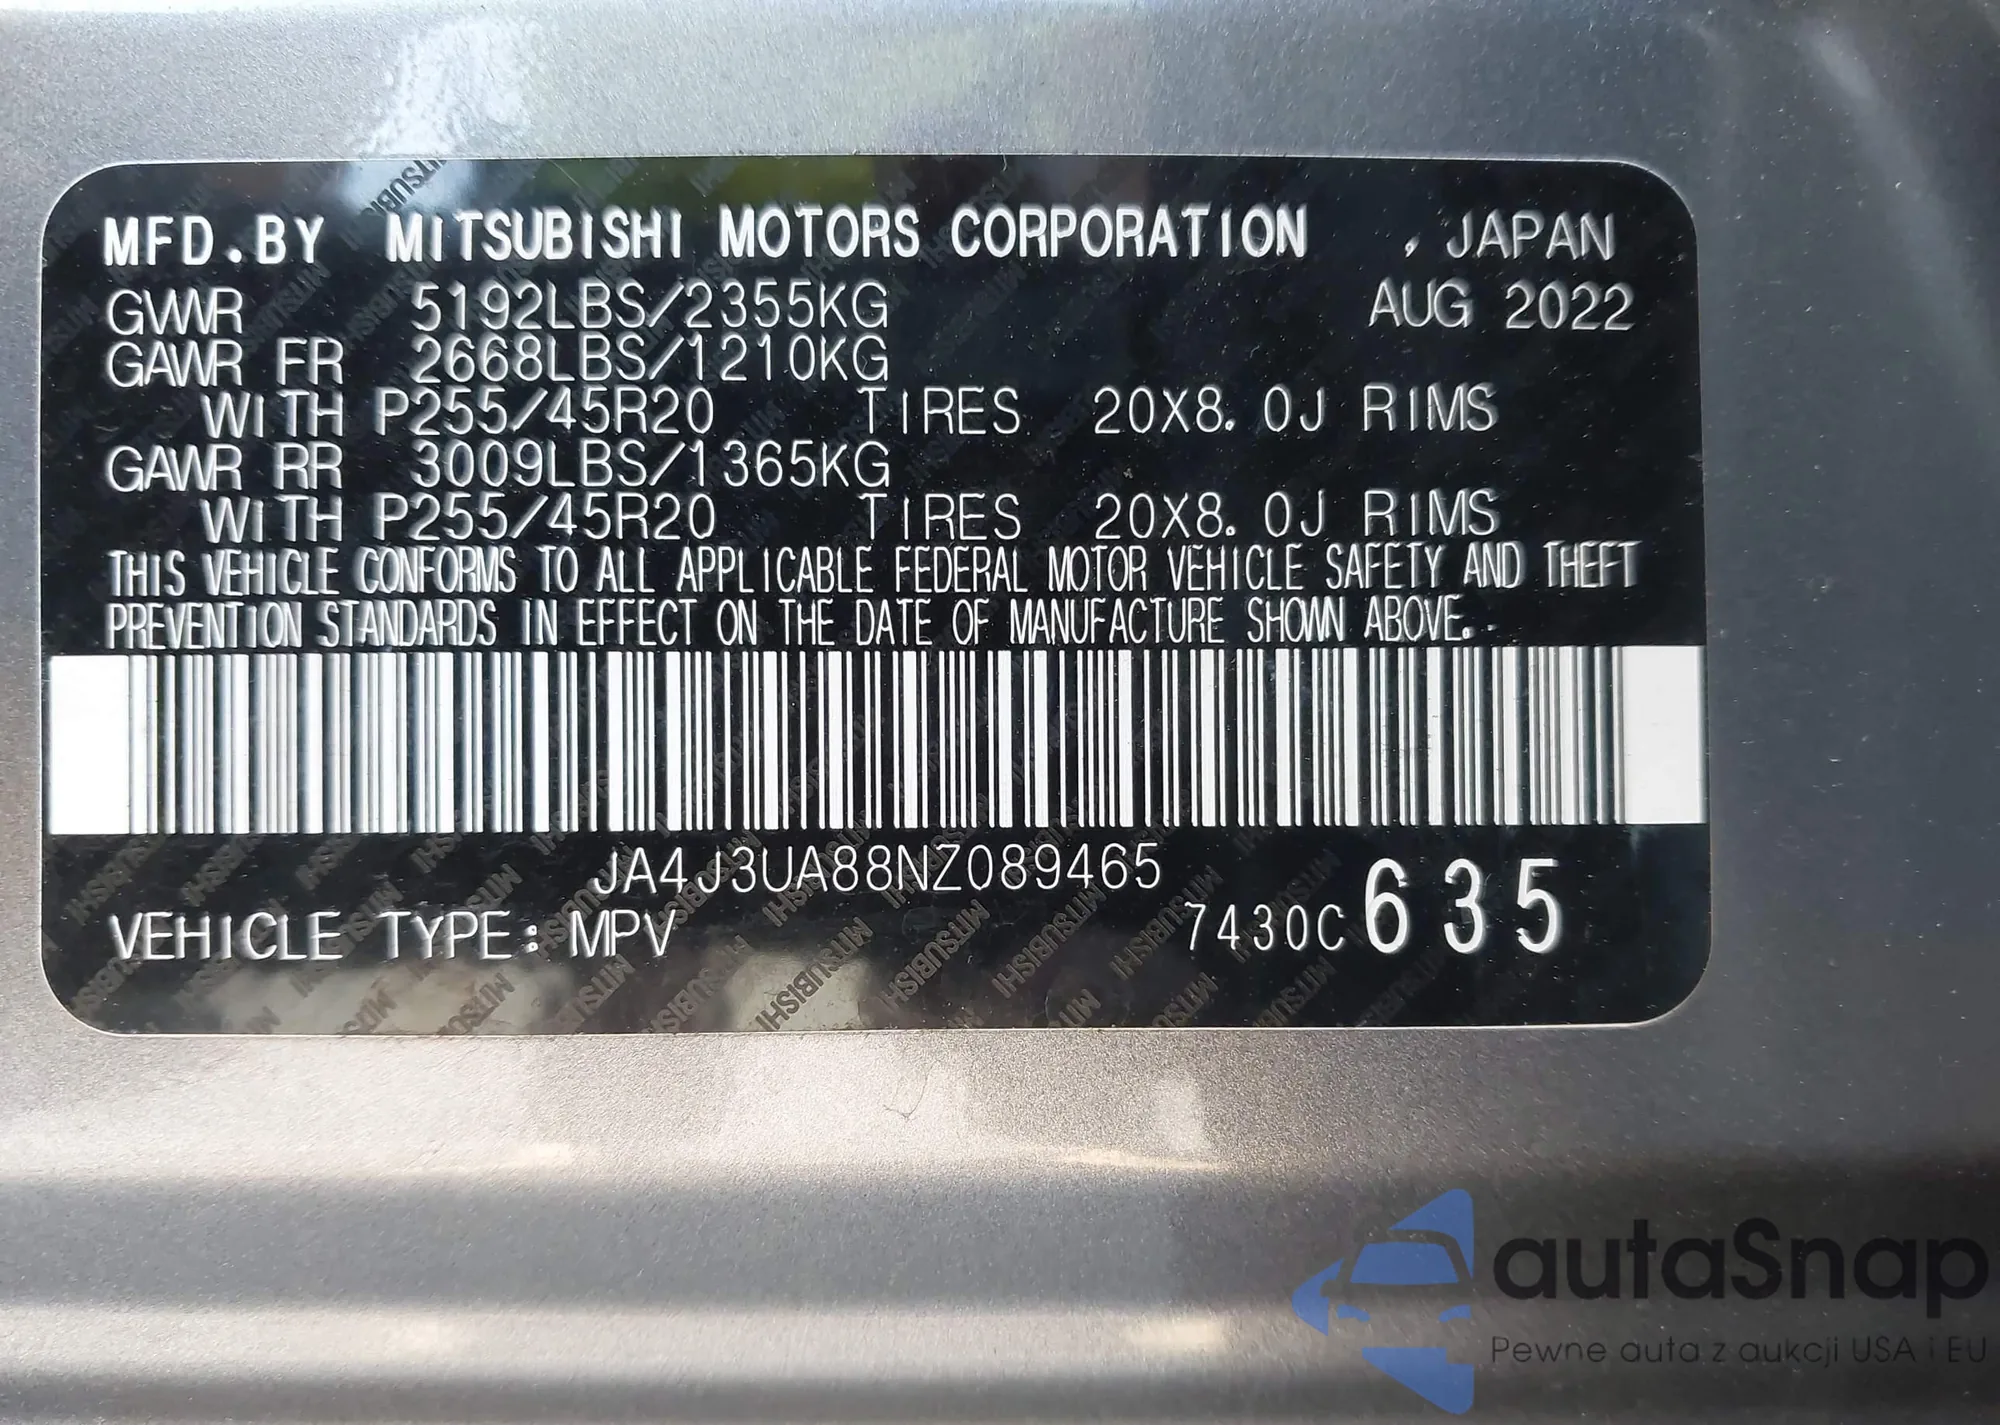 MFD.BY MITSUBISHI MOTORS CORPORATION , JAPAN
GVWR 5192LBS/2355KG AUG 2022
GAWR FR 2668LBS/1210KG
WITH P255/45R20 TIRES 20X8.0J RIMS
GAWR RR 3009LBS/1365KG
WITH P255/45R20 TIRES 20X8.0J RIMS
THIS VEHICLE CONFORMS TO ALL APPLICABLE FEDERAL MOTOR VEHICLE SAFETY AND THEFT
PREVENTION STANDARDS IN EFFECT ON THE DATE OF MANUFACTURE SHOWN ABOVE.
JA4J3UA88NZ089465
VEHICLE TYPE: MPV 7430C 635
autaSnap
Pewne auta z aukcji USA i EU